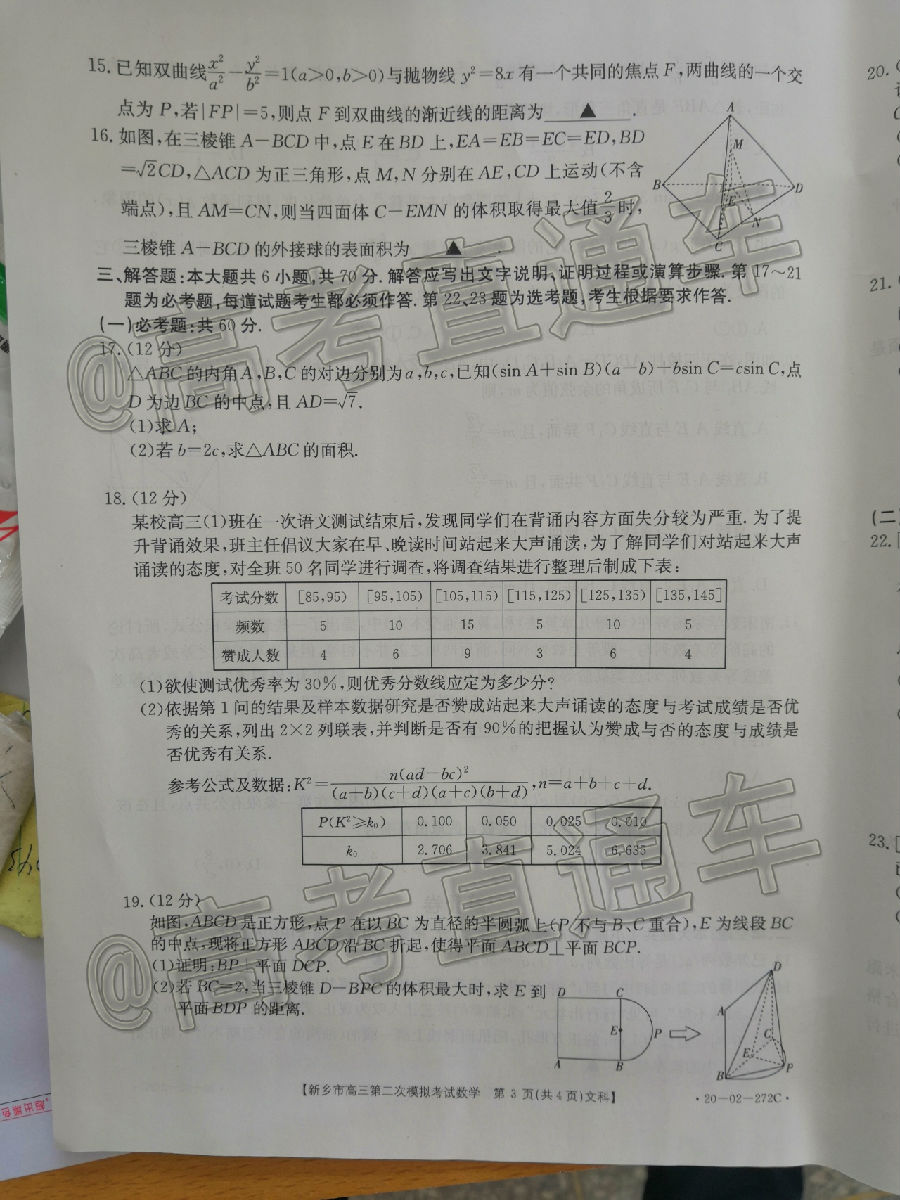 15.已知双曲线x²/a²-y²/b²=1(a>0,b>0)与抛物线y²=8x有一个共同的焦点F,两曲线的一个交
点为P,若|FP|=5,则点F到双曲线的渐近线的距离为 ▲ .
16.如图,在三棱锥A-BCD中,点E在BD上,EA=EB=EC=ED,BD
=√2CD,△ACD为正三角形,点M,N分别在AE,CD上运动(不含
端点),且AM=CN,则当四面体C-EMN的体积取得最大值2/3时,
三棱锥A-BCD的外接球的表面积为 ▲
A
M
B
D
E
N
C
三、解答题:本大题共6小题,共70分.解答应写出文字说明、证明过程或演算步骤.第17~21
题为必考题,每道试题考生都必须作答.第22、23题为选考题,考生根据要求作答.
(一)必考题:共60分.
17.(12分)
△ABC的内角A,B,C的对边分别为a,b,c,已知(sin A+sin B)(a-b)+bsin C=csin C,点
D为边BC的中点,且AD=√7.
(1)求A;
(2)若b=2c,求△ABC的面积.
18.(12分)
某校高三(1)班在一次语文测试结束后,发现同学们在背诵内容方面失分较为严重.为了提
升背诵效果,班主任倡议大家在早、晚读时间站起来大声诵读,为了解同学们对站起来大声
诵读的态度,对全班50名同学进行调查,将调查结果进行整理后制成下表:
考试分数 [85,95) [95,105) [105,115) [115,125) [125,135) [135,145]
频数 5 10 15 5 10 5
赞成人数 4 6 9 3 6 4
(1)欲使测试优秀率为30%,则优秀分数线应定为多少分?
(2)依据第1问的结果及样本数据研究是否赞成站起来大声诵读的态度与考试成绩是否优
秀的关系,列出2×2列联表,并判断是否有90%的把握认为赞成与否的态度与成绩是
否优秀有关系.
参考公式及数据:K²=n(ad-bc)²/(a+b)(c+d)(a+c)(b+d),n=a+b+c+d.
P(K²≥k₀) 0.100 0.050 0.025 0.010
k₀ 2.706 3.841 5.024 6.635
19.(12分)
如图,ABCD是正方形,点P在以BC为直径的半圆弧上(P不与B、C重合),E为线段BC
的中点,现将正方形ABCD沿BC折起,使得平面ABCD⊥平面BCP.
(1)证明:BP⊥平面DCP.
(2)若BC=2,当三棱锥D-BPC的体积最大时,求E到
平面BDP的距离.
D C
E P
A B
D
A
C
E
P
B
【新乡市高三第二次模拟考试数学 第3页(共4页)文科】
·20-02-272C·
@高考直通车
@高考直通车
20.
21.
(二
22.
23.